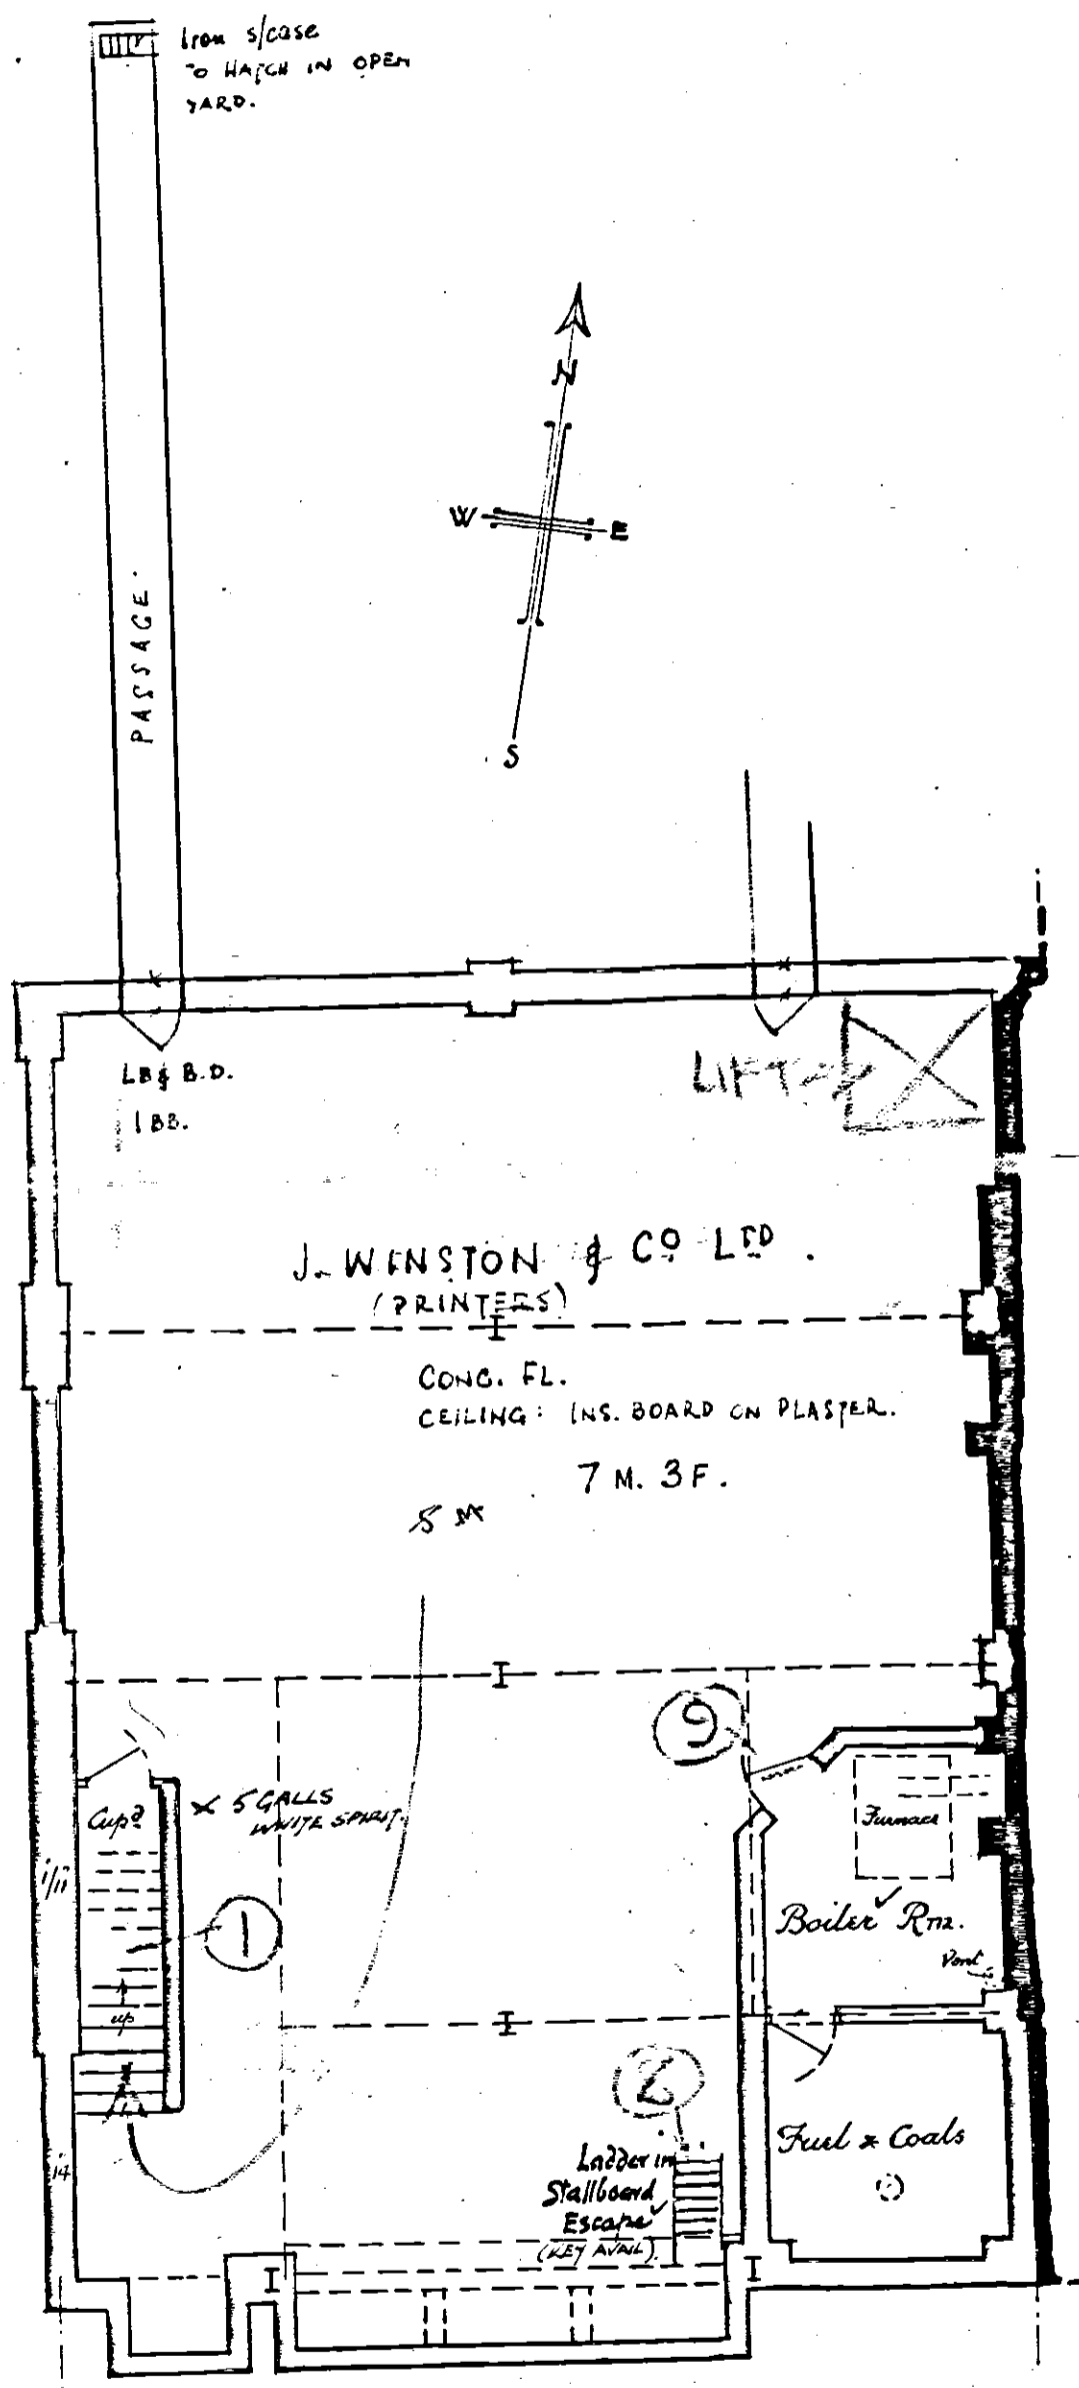 Iron s/case
TO HATCH IN OPEN
YARD.
N
W E
S
PASSAGE.
LB & B.D.
1 BB.
LIFT
J. WINSTON & Cº LTD.
(PRINTERS)
CONC. FL.
CEILING: INS. BOARD ON PLASTER.
7 M. 3 F.
5 M
6
Cupd
x 5 GALLS
WHITE SPIRIT.
Furnace
1
Boiler Rm.
Vent
up
2
Fuel & Coals
14
Ladder in
Stallboard
Escape
(KEY AVAIL).